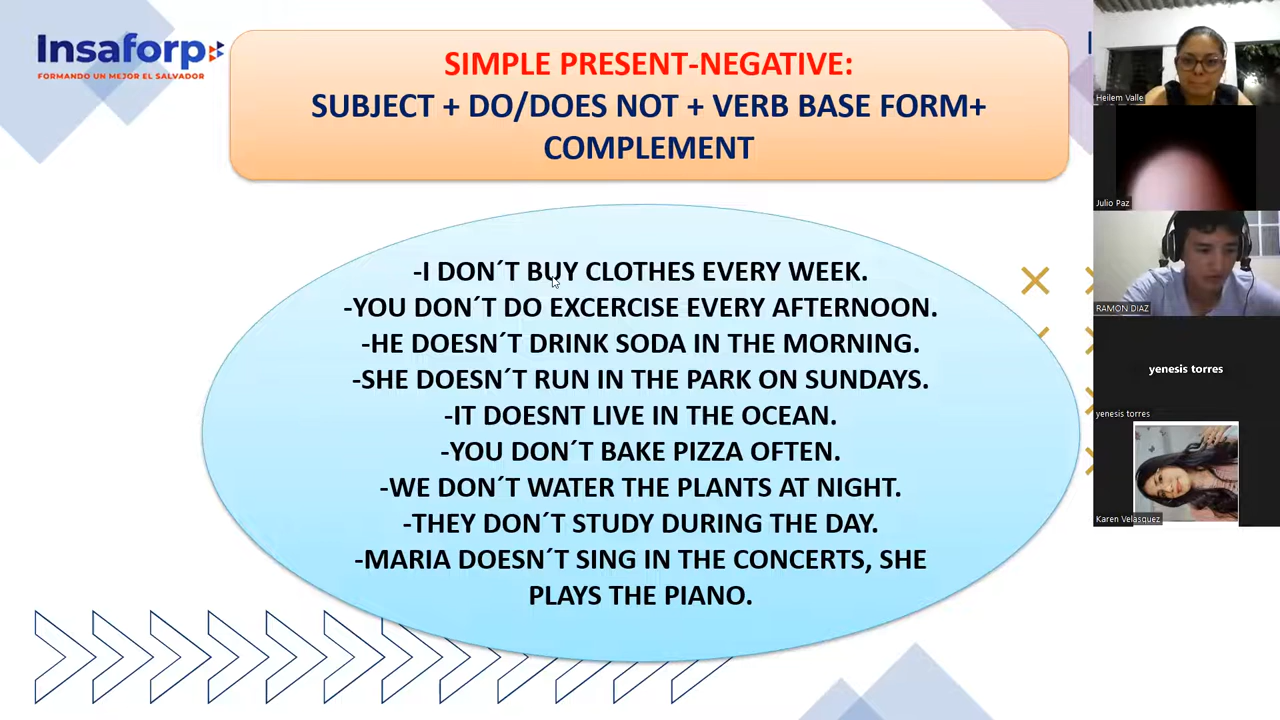 Insaforp
FORMANDO UN MEJOR EL SALVADOR
SIMPLE PRESENT-NEGATIVE:
SUBJECT + DO/DOES NOT + VERB BASE FORM+
COMPLEMENT
-I DON´T BUY CLOTHES EVERY WEEK.
-YOU DON´T DO EXCERCISE EVERY AFTERNOON.
-HE DOESN´T DRINK SODA IN THE MORNING.
-SHE DOESN´T RUN IN THE PARK ON SUNDAYS.
-IT DOESNT LIVE IN THE OCEAN.
-YOU DON´T BAKE PIZZA OFTEN.
-WE DON´T WATER THE PLANTS AT NIGHT.
-THEY DON´T STUDY DURING THE DAY.
-MARIA DOESN´T SING IN THE CONCERTS, SHE
PLAYS THE PIANO.
Heilem Valle
Julio Paz
RAMON DIAZ
yenesis torres
yenesis torres
Karen Velasquez